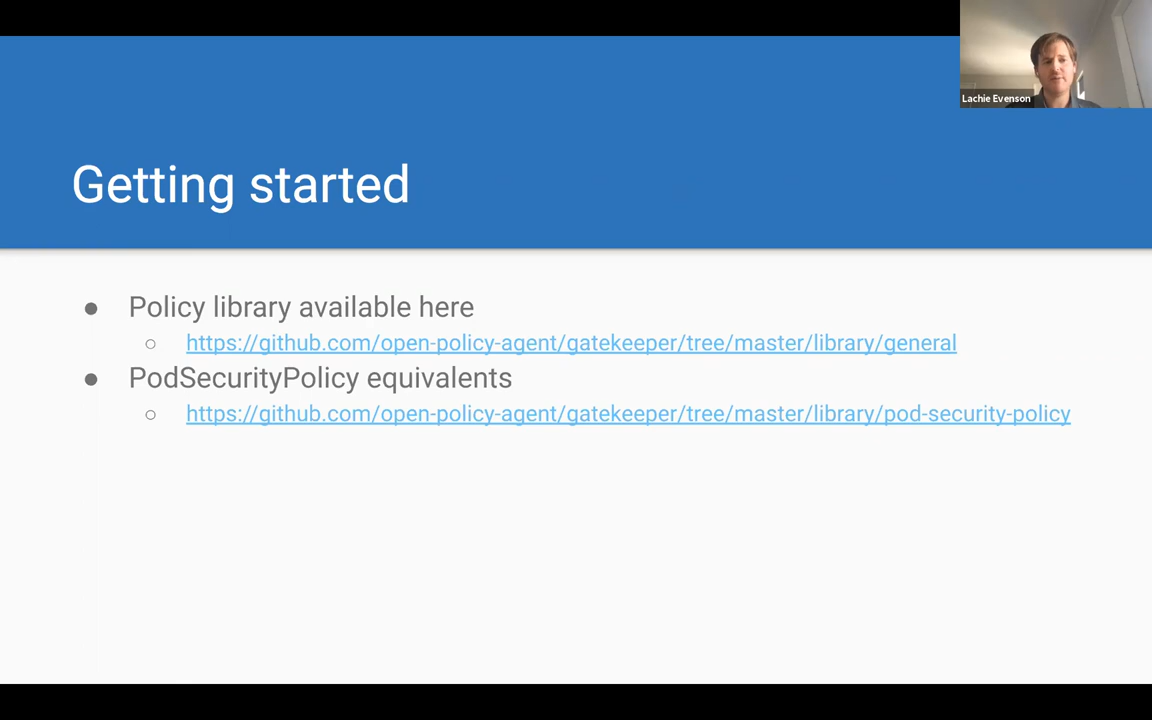 Lachie Evenson
Getting started
● Policy library available here
○ https://github.com/open-policy-agent/gatekeeper/tree/master/library/general
● PodSecurityPolicy equivalents
○ https://github.com/open-policy-agent/gatekeeper/tree/master/library/pod-security-policy